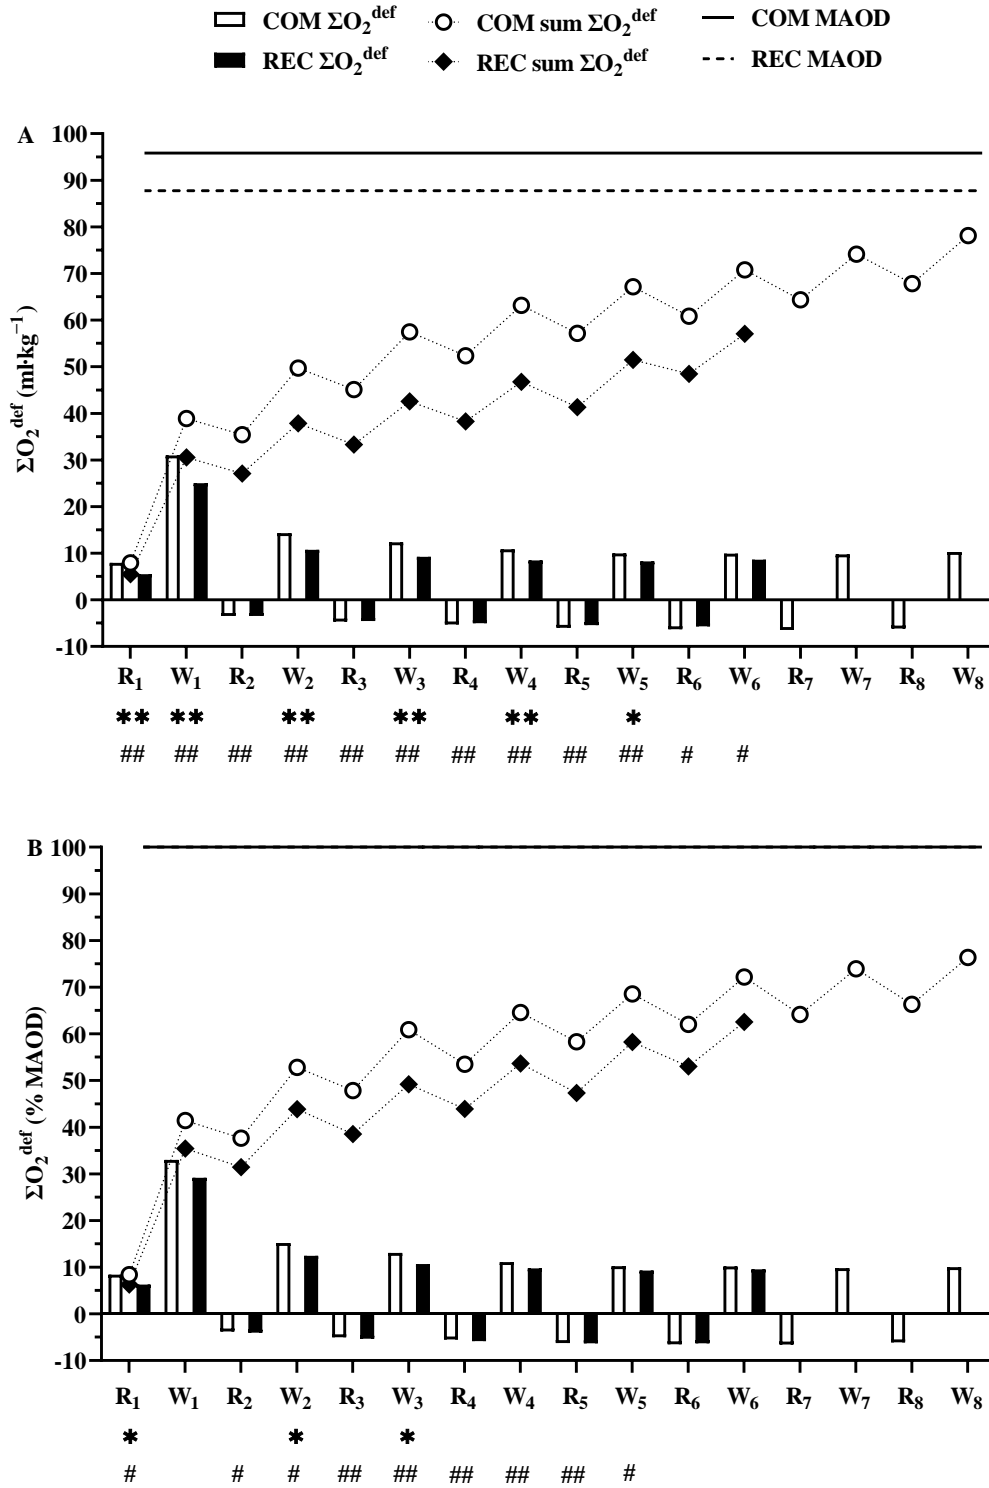 COM ΣO₂ᵈᵉᶠ COM sum ΣO₂ᵈᵉᶠ COM MAOD
REC ΣO₂ᵈᵉᶠ REC sum ΣO₂ᵈᵉᶠ REC MAOD
A
100
90
80
70
60
50
40
30
20
10
0
-10
ΣO₂ᵈᵉᶠ (ml·kg⁻¹)
R₁ W₁ R₂ W₂ R₃ W₃ R₄ W₄ R₅ W₅ R₆ W₆ R₇ W₇ R₈ W₈
** ** ** ** ** *
## ## ## ## ## ## ## ## ## ## # #
B
100
90
80
70
60
50
40
30
20
10
0
-10
ΣO₂ᵈᵉᶠ (% MAOD)
R₁ W₁ R₂ W₂ R₃ W₃ R₄ W₄ R₅ W₅ R₆ W₆ R₇ W₇ R₈ W₈
* * *
# # # ## ## ## ## ## #